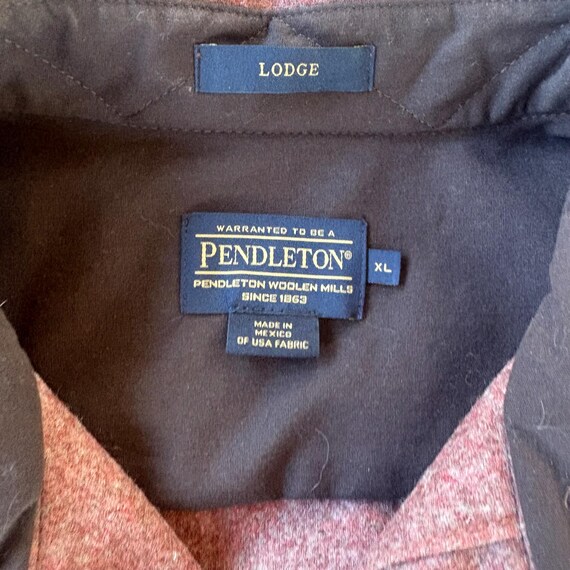 LODGE
WARRANTED TO BE A
PENDLETON®
PENDLETON WOOLEN MILLS
SINCE 1863
XL
MADE IN
MEXICO
OF USA FABRIC